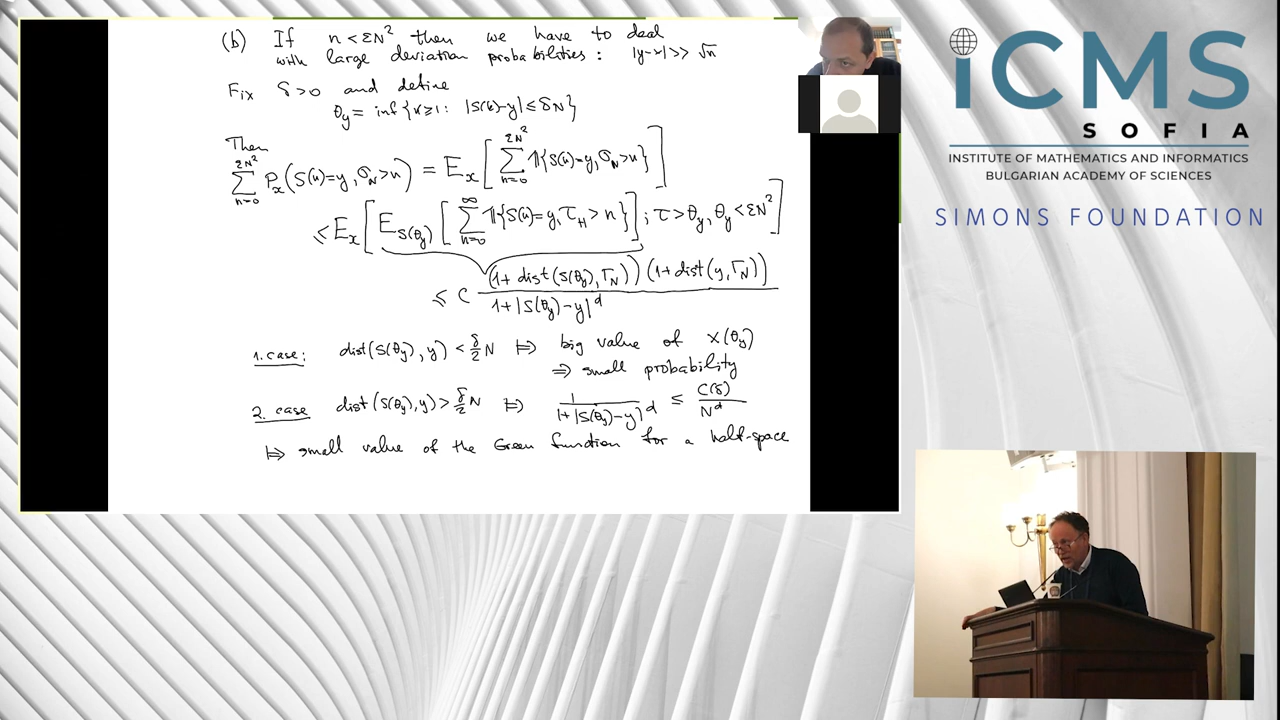 (b) If n < εN² then we have to deal
with large deviation probabilities : |y-x| >> √n
Fix δ>0 and define
θ_y = inf{k≥1: |S(k)-y| ≤ δN}
Then
∑_{n=0}^{εN²} P_x(S(n)=y, σ_N>n) = E_x[∑_{n=0}^{εN²} 1{S(n)=y, σ_N>n}]
≤ E_x[E_{S(θ_y)}[∑_{n=0}^{∞} 1{S(n)=y, τ_H>n}]; τ>θ_y, θ_y<εN²]
≤ C (1+dist(S(θ_y),Γ_N))(1+dist(y,Γ_N)) / 1+|S(θ_y)-y|^d
1. case: dist(S(θ_y), y) < δ/2 N ⇒ big value of X(θ_y)
⇒ small probability
2. case dist(S(θ_y), y) > δ/2 N ⇒ 1/(1+|S(θ_y)-y|^d) ≤ C(δ)/N^d
⇒ small value of the Green function for a half-space
iCMS
SOFIA
INSTITUTE OF MATHEMATICS AND INFORMATICS
BULGARIAN ACADEMY OF SCIENCES
SIMONS FOUNDATION